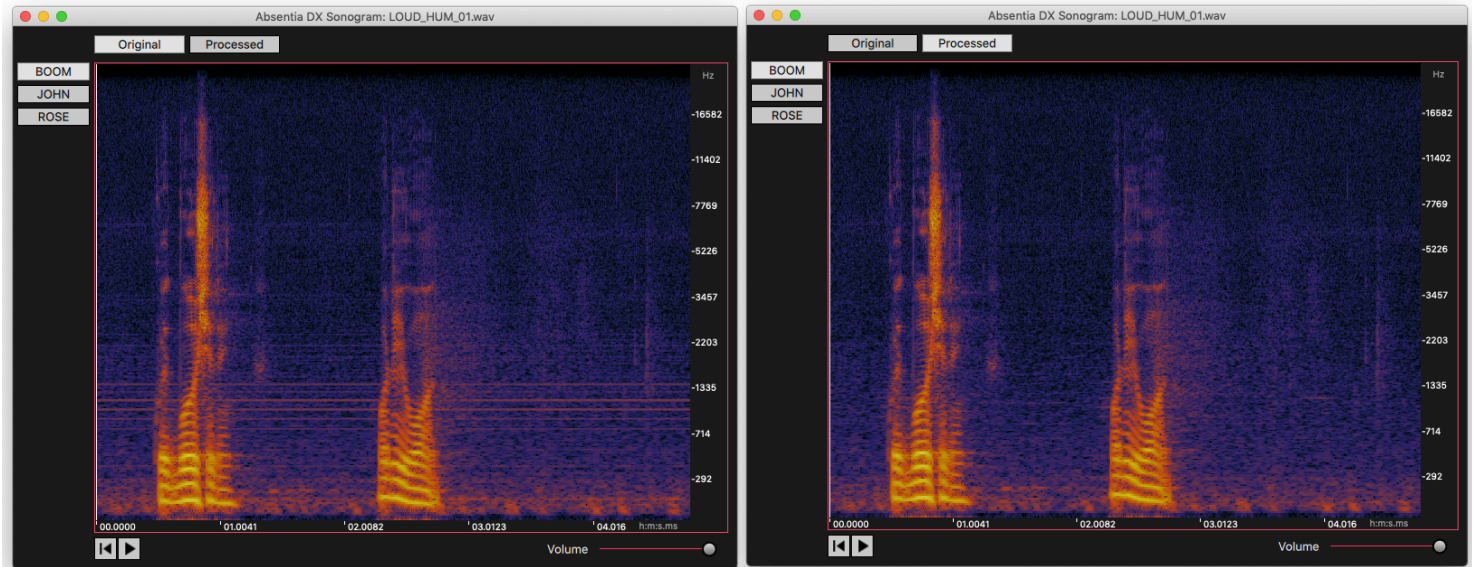 Absentia DX Sonogram: LOUD_HUM_01.wav
Original Processed
BOOM
JOHN
ROSE
Hz
-16582
-11402
-7769
-5226
-3457
-2203
-1335
-714
-292
00.0000 01.0041 02.0082 03.0123 04.016 h:m:s.ms
Volume
Absentia DX Sonogram: LOUD_HUM_01.wav
Original Processed
BOOM
JOHN
ROSE
Hz
-16582
-11402
-7769
-5226
-3457
-2203
-1335
-714
-292
00.0000 01.0041 02.0082 03.0123 04.016 h:m:s.ms
Volume